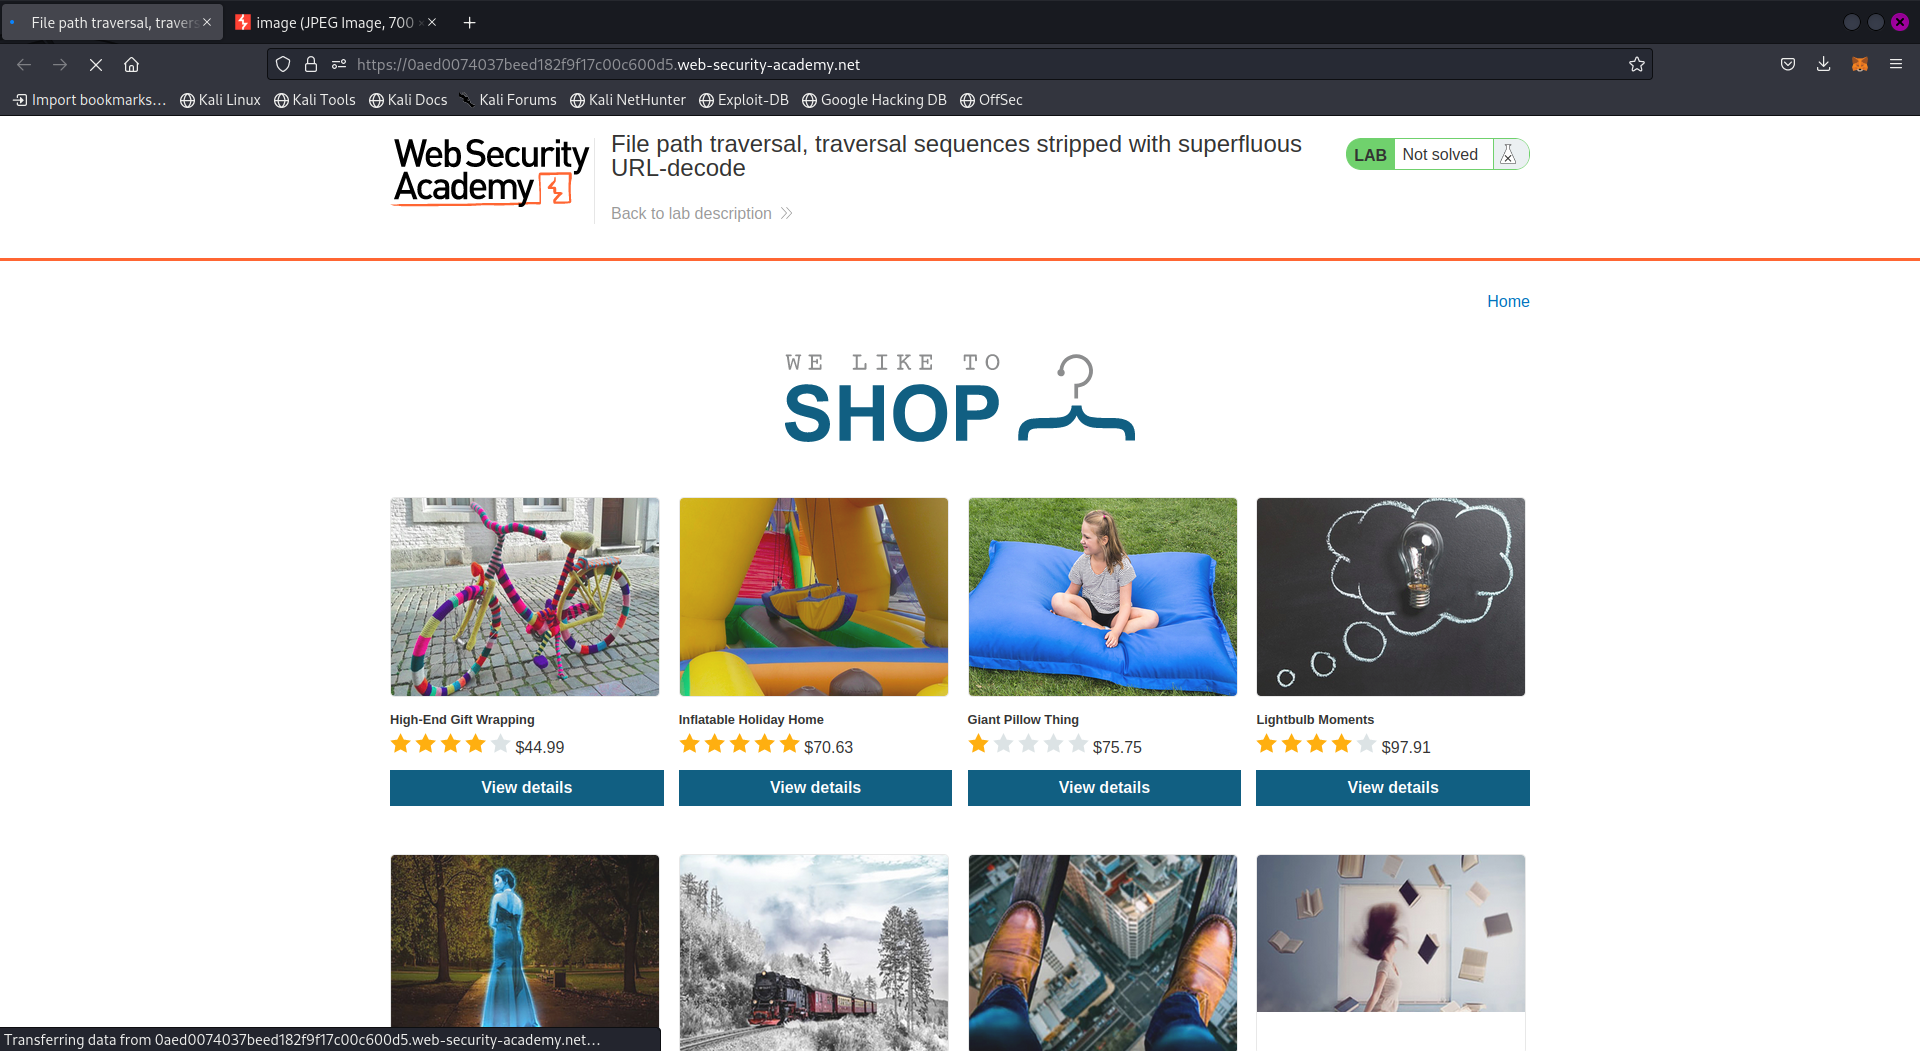 File path traversal, travers
image (JPEG Image, 700 ×
https://0aed0074037beed182f9f17c00c600d5.web-security-academy.net
Import bookmarks… Kali Linux Kali Tools Kali Docs Kali Forums Kali NetHunter Exploit-DB Google Hacking DB OffSec
WebSecurity
Academy
File path traversal, traversal sequences stripped with superfluous
URL-decode
Back to lab description
LAB Not solved
Home
WE LIKE TO
SHOP
High-End Gift Wrapping
$44.99
View details
Inflatable Holiday Home
$70.63
View details
Giant Pillow Thing
$75.75
View details
Lightbulb Moments
$97.91
View details
Transferring data from 0aed0074037beed182f9f17c00c600d5.web-security-academy.net…